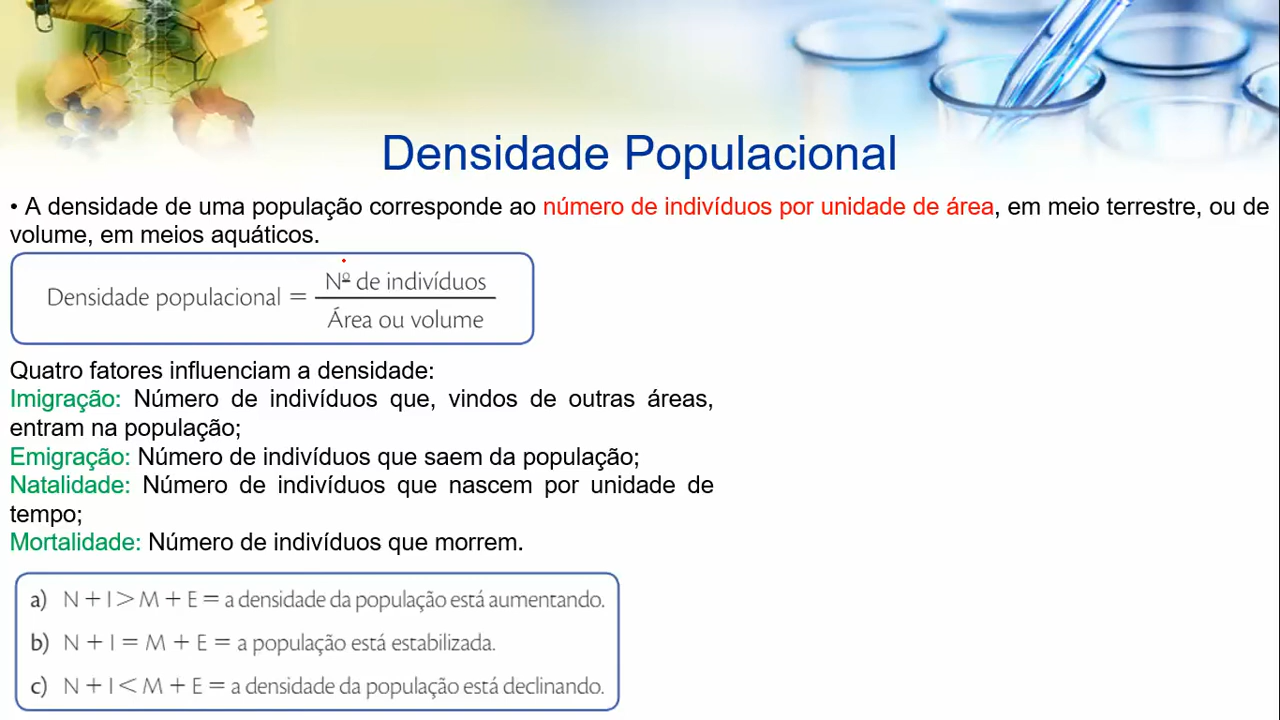 Densidade Populacional
• A densidade de uma população corresponde ao número de indivíduos por unidade de área, em meio terrestre, ou de
volume, em meios aquáticos.
Densidade populacional = Nº de indivíduos
Área ou volume
Quatro fatores influenciam a densidade:
Imigração: Número de indivíduos que, vindos de outras áreas,
entram na população;
Emigração: Número de indivíduos que saem da população;
Natalidade: Número de indivíduos que nascem por unidade de
tempo;
Mortalidade: Número de indivíduos que morrem.
a) N + I > M + E = a densidade da população está aumentando.
b) N + I = M + E = a população está estabilizada.
c) N + I < M + E = a densidade da população está declinando.